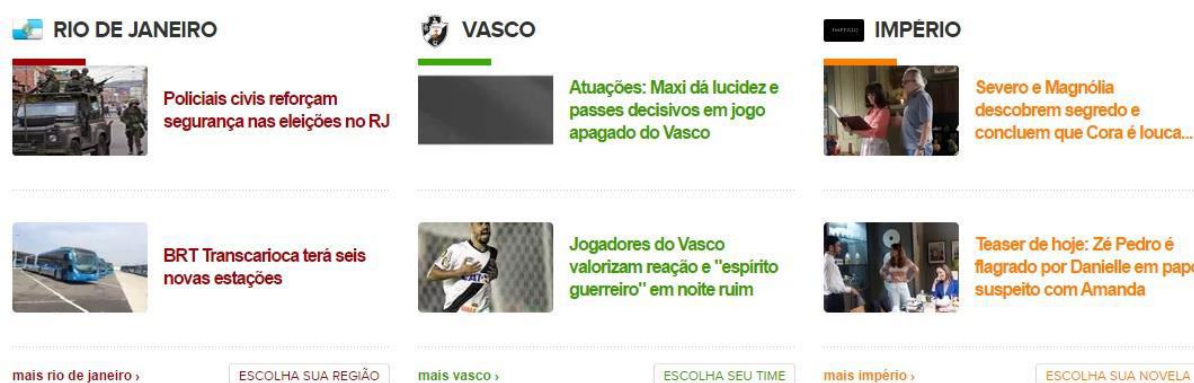 RIO DE JANEIRO
Policiais civis reforçam
segurança nas eleições no RJ
BRT Transcarioca terá seis
novas estações
mais rio de janeiro ›
ESCOLHA SUA REGIÃO
VASCO
Atuações: Maxi dá lucidez e
passes decisivos em jogo
apagado do Vasco
Jogadores do Vasco
valorizam reação e "espírito
guerreiro" em noite ruim
mais vasco ›
ESCOLHA SEU TIME
IMPÉRIO
Severo e Magnólia
descobrem segredo e
concluem que Cora é louca...
Teaser de hoje: Zé Pedro é
flagrado por Danielle em papo
suspeito com Amanda
mais império ›
ESCOLHA SUA NOVELA